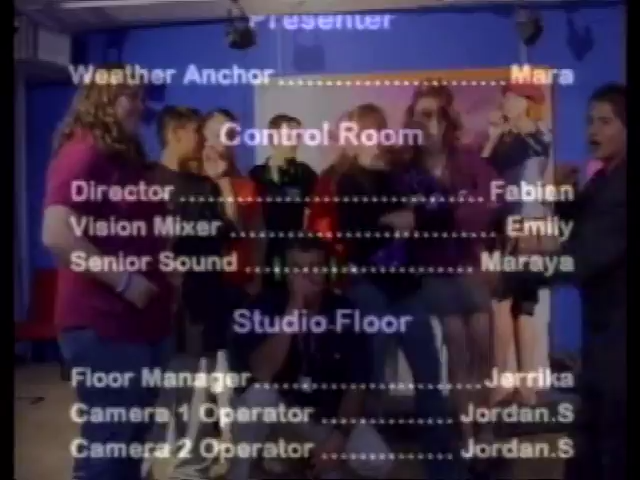 Presenter
Weather Anchor..............................Mara
Control Room
Director....................................Fabian
Vision Mixer ..............................Emily
Senior Sound .........................Maraya
Studio Floor
Floor Manager..........................Jerrika
Camera 1 Operator ...............Jordan.S
Camera 2 Operator ...............Jordan.S